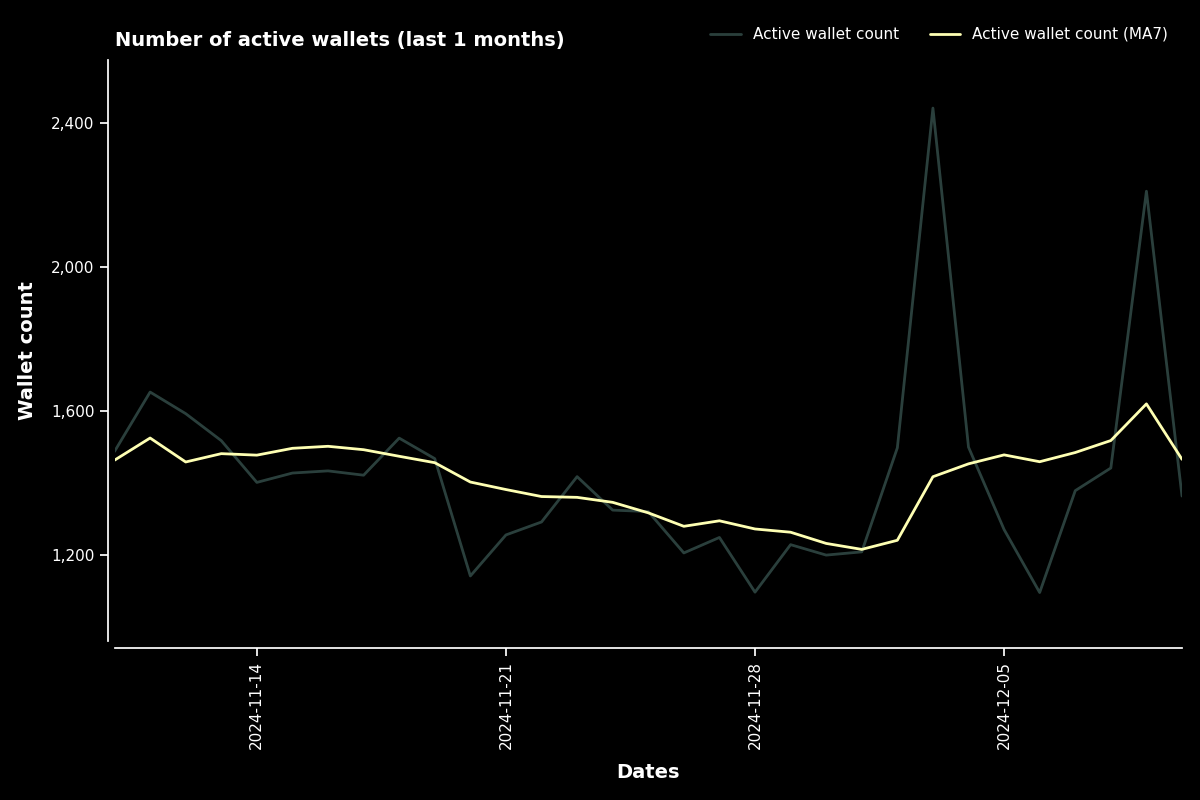 Number of active wallets (last 1 months)
Active wallet count
Active wallet count (MA7)
Wallet count
2,400
2,000
1,600
1,200
2024-11-14
2024-11-21
2024-11-28
2024-12-05
Dates